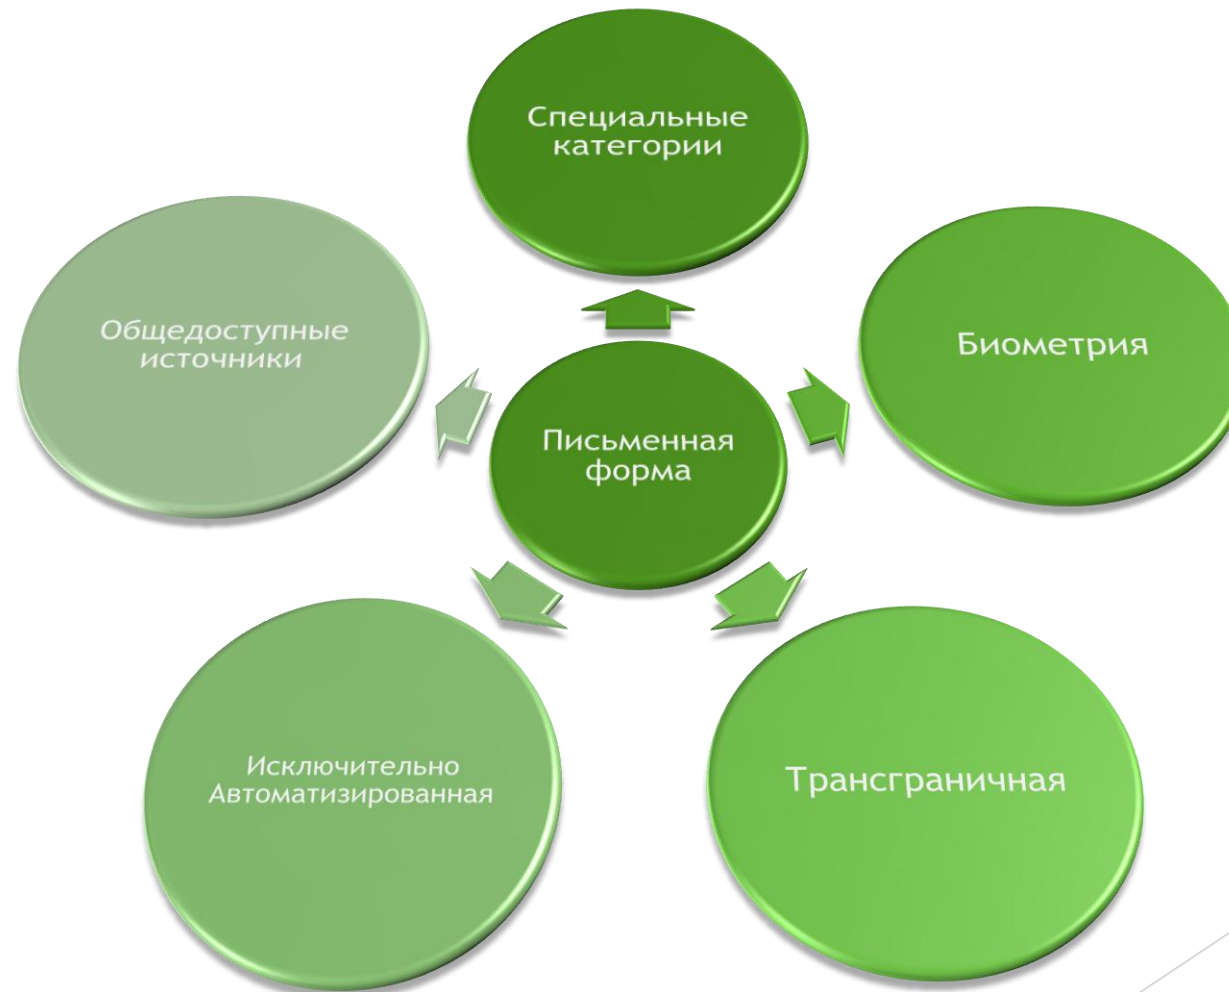 Специальные
категории
Общедоступные
источники
Биометрия
Письменная
форма
Исключительно
Автоматизированная
Трансграничная